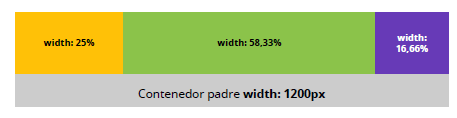 width: 25%
width: 58,33%
width:
16,66%
Contenedor padre width: 1200px